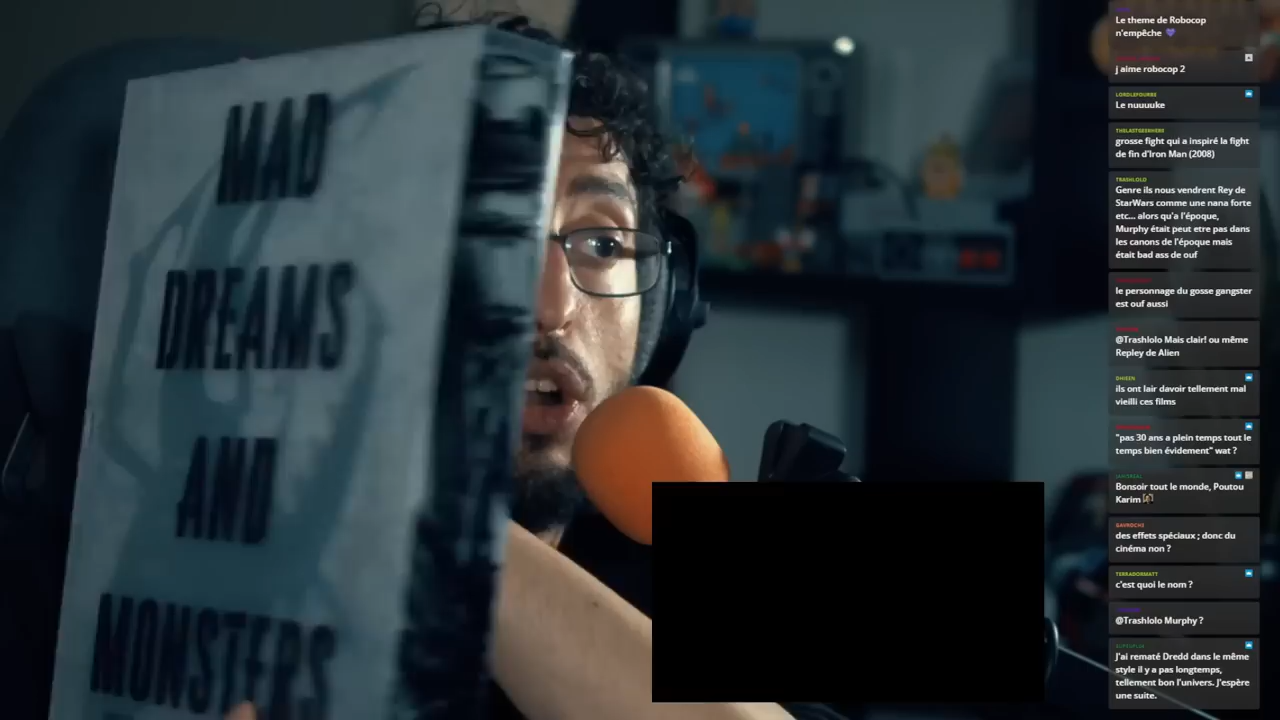 MAD
DREAMS
AND
MONSTERS
Le theme de Robocop
n'empêche
j aime robocop 2
LORDLEFOURBE
Le nuuuuke
grosse fight qui a inspiré la fight
de fin d'Iron Man (2008)
TRASHLOLO
Genre ils nous vendrent Rey de
StarWars comme une nana forte
etc... alors qu'a l'époque,
Murphy était peut etre pas dans
les canons de l'époque mais
était bad ass de ouf
le personnage du gosse gangster
est ouf aussi
@Trashlolo Mais clair! ou même
Repley de Alien
ils ont lair davoir tellement mal
vieilli ces films
"pas 30 ans a plein temps tout le
temps bien évidement" wat ?
Bonsoir tout le monde, Poutou
Karim
GAVROCHE
des effets spéciaux ; donc du
cinéma non ?
TERRADORMATT
c'est quoi le nom ?
@Trashlolo Murphy ?
J'ai rematé Dredd dans le même
style il y a pas longtemps,
tellement bon l'univers. J'espère
une suite.